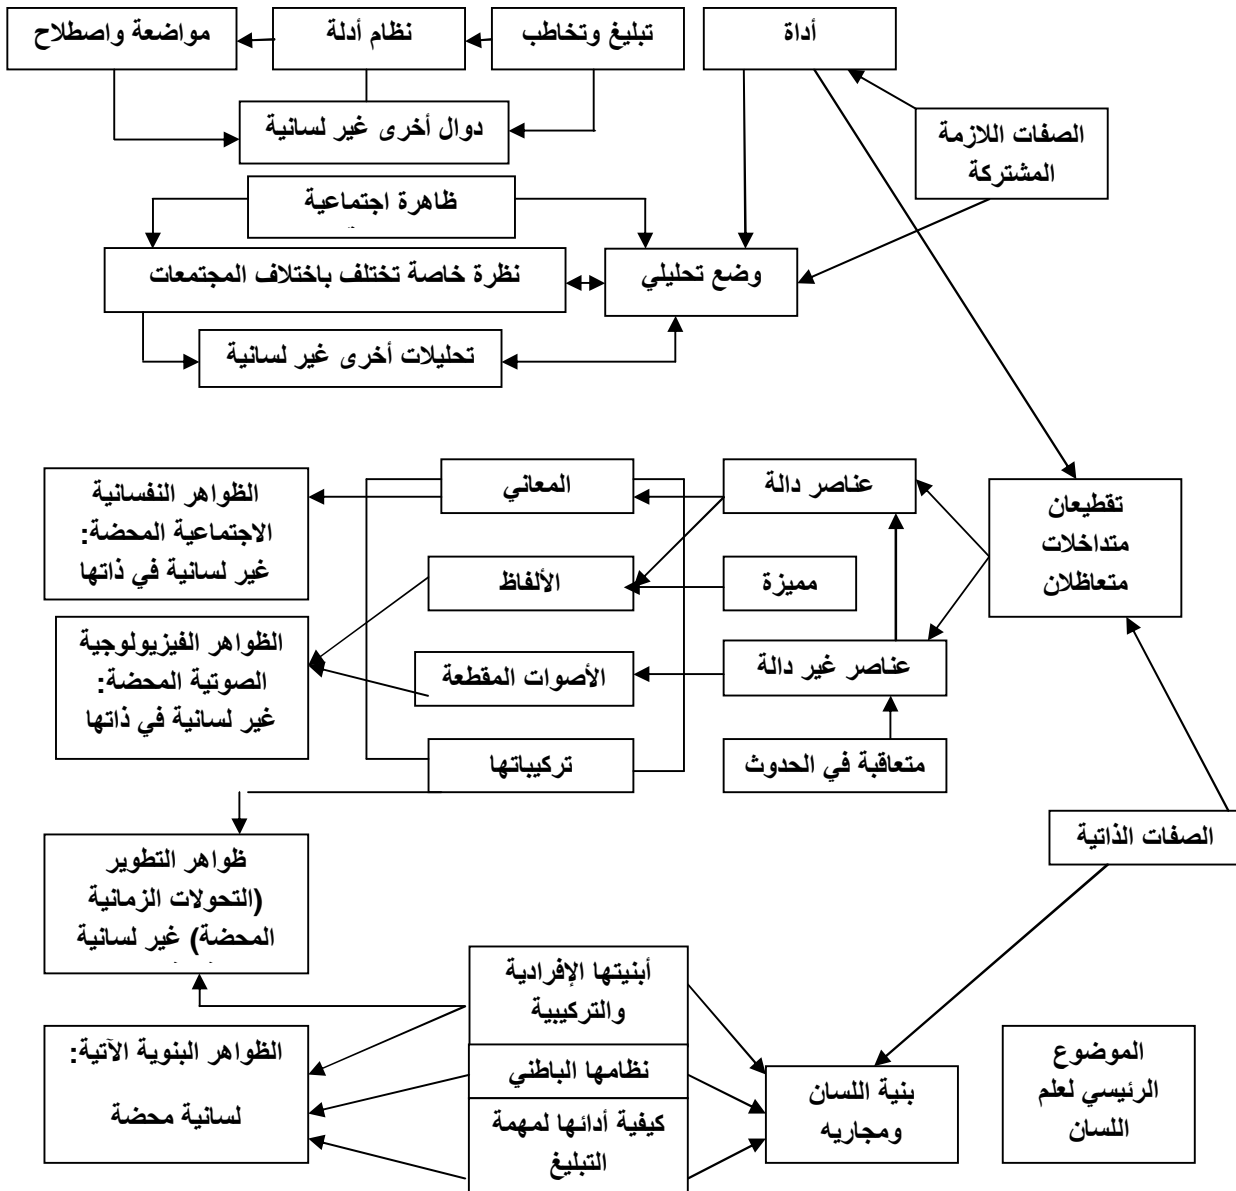 أداة
تبليغ وتخاطب
نظام أدلة
مواضعة واصطلاح
دوال أخرى غير لسانية
الصفات اللازمة
المشتركة
ظاهرة اجتماعية
وضع تحليلي
نظرة خاصة تختلف باختلاف المجتمعات
تحليلات أخرى غير لسانية
تقطيعان
متداخلات
متعاظلان
عناصر دالة
المعاني
الظواهر النفسانية
الاجتماعية المحضة:
غير لسانية في ذاتها
مميزة
الألفاظ
عناصر غير دالة
الأصوات المقطعة
الظواهر الفيزيولوجية
الصوتية المحضة:
غير لسانية في ذاتها
متعاقبة في الحدوث
تركيباتها
الصفات الذاتية
ظواهر التطوير
(التحولات الزمانية
المحضة) غير لسانية
أبنيتها الإفرادية
والتركيبية
نظامها الباطني
كيفية أدائها لمهمة
التبليغ
الظواهر البنوية الآتية:
لسانية محضة
الموضوع
الرئيسي لعلم
اللسان
بنية اللسان
ومجاريه